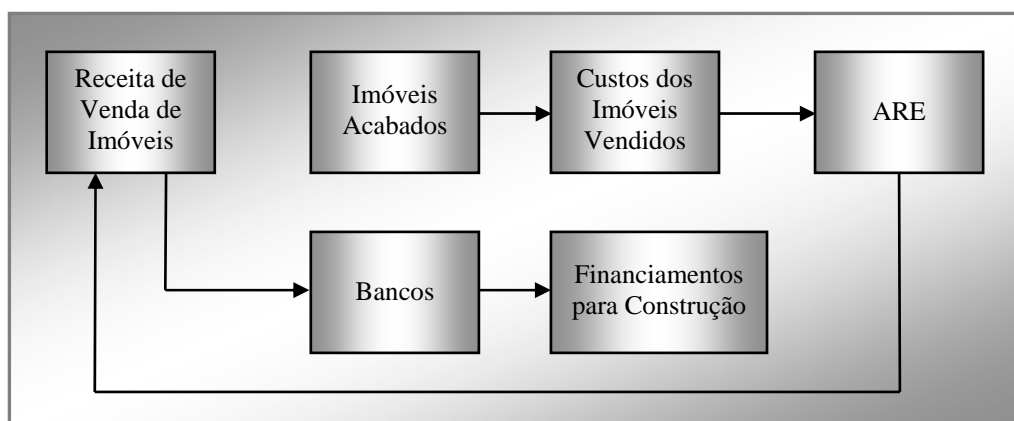 Receita de
Venda de
Imóveis
Imóveis
Acabados
Custos dos
Imóveis
Vendidos
ARE
Bancos
Financiamentos
para Construção